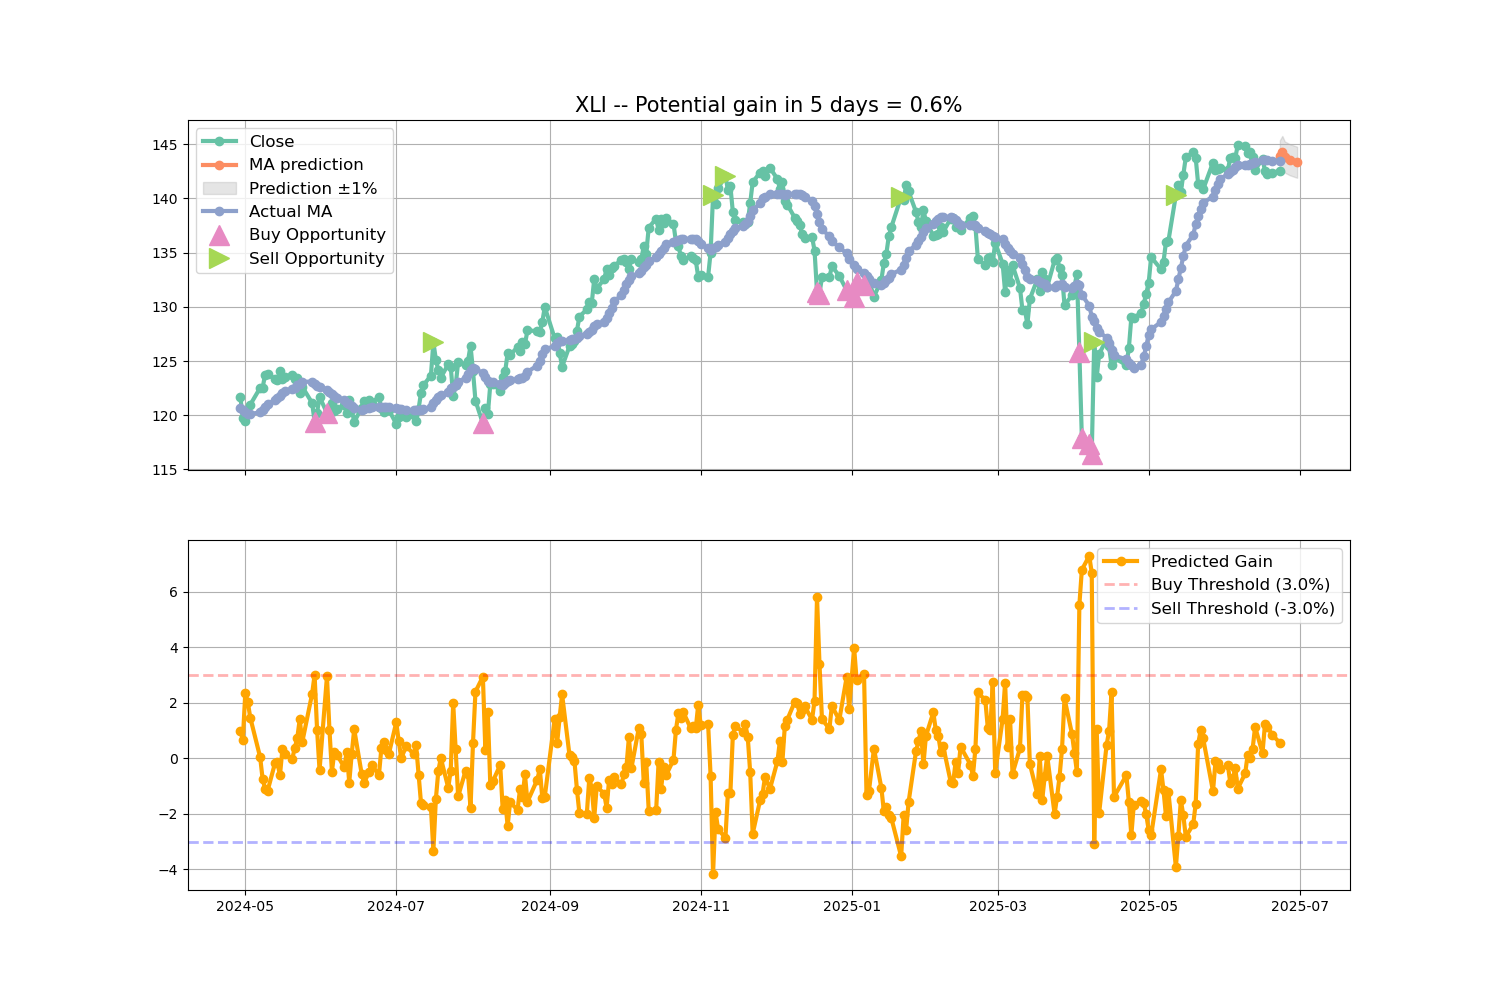 XLI -- Potential gain in 5 days = 0.6%
145
140
135
130
125
120
115
Close
MA prediction
Prediction ±1%
Actual MA
Buy Opportunity
Sell Opportunity
6
4
2
0
−2
−4
Predicted Gain
Buy Threshold (3.0%)
Sell Threshold (-3.0%)
2024-05
2024-07
2024-09
2024-11
2025-01
2025-03
2025-05
2025-07